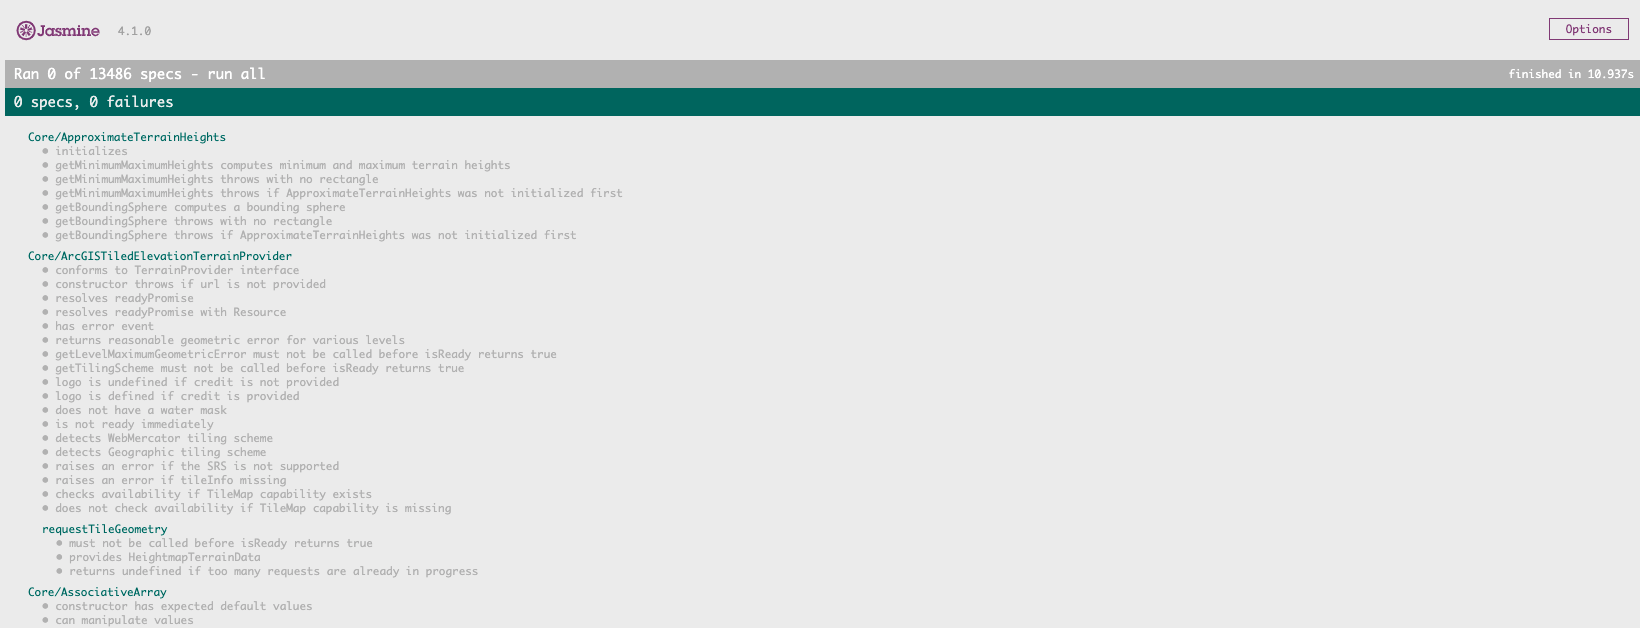 Jasmine 4.1.0
Options
Ran 0 of 13486 specs - run all
finished in 10.937s
0 specs, 0 failures
Core/ApproximateTerrainHeights
• initializes
• getMinimumMaximumHeights computes minimum and maximum terrain heights
• getMinimumMaximumHeights throws with no rectangle
• getMinimumMaximumHeights throws if ApproximateTerrainHeights was not initialized first
• getBoundingSphere computes a bounding sphere
• getBoundingSphere throws with no rectangle
• getBoundingSphere throws if ApproximateTerrainHeights was not initialized first
Core/ArcGISTiledElevationTerrainProvider
• conforms to TerrainProvider interface
• constructor throws if url is not provided
• resolves readyPromise
• resolves readyPromise with Resource
• has error event
• returns reasonable geometric error for various levels
• getLevelMaximumGeometricError must not be called before isReady returns true
• getTilingScheme must not be called before isReady returns true
• logo is undefined if credit is not provided
• logo is defined if credit is provided
• does not have a water mask
• is not ready immediately
• detects WebMercator tiling scheme
• detects Geographic tiling scheme
• raises an error if the SRS is not supported
• raises an error if tileInfo missing
• checks availability if TileMap capability exists
• does not check availability if TileMap capability is missing
requestTileGeometry
• must not be called before isReady returns true
• provides HeightmapTerrainData
• returns undefined if too many requests are already in progress
Core/AssociativeArray
• constructor has expected default values
• can manipulate values